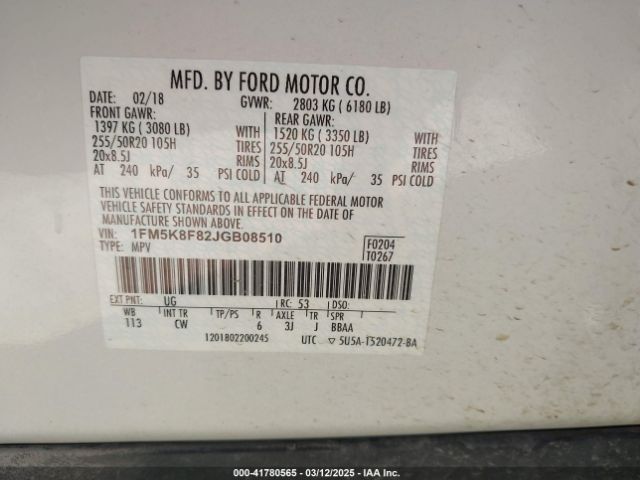 MFD. BY FORD MOTOR CO.
DATE: 02/18 GVWR: 2803 KG ( 6180 LB)
FRONT GAWR: REAR GAWR:
1397 KG ( 3080 LB) WITH 1520 KG ( 3350 LB) WITH
255/50R20 105H TIRES 255/50R20 105H TIRES
20x8.5J RIMS 20x8.5J RIMS
AT 240 kPa/ 35 PSI COLD AT 240 kPa/ 35 PSI COLD
THIS VEHICLE CONFORMS TO ALL APPLICABLE FEDERAL MOTOR
VEHICLE SAFETY STANDARDS IN EFFECT ON THE DATE OF
MANUFACTURE SHOWN ABOVE.
VIN: 1FM5K8F82JGB08510 F0204
TYPE: MPV T0267
EXT PNT: UG RC: 53 DSO:
WB INT TR TP/PS R AXLE TR SPR
113 CW 6 3J J BBAA
1201802200245 UTC ▽ 5U5A-1520472-BA
000-41780565 - 03/12/2025 - IAA Inc.